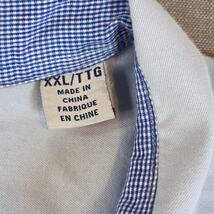 XXL/TTG
MADE IN
CHINA
FABRIQUE
EN CHINE